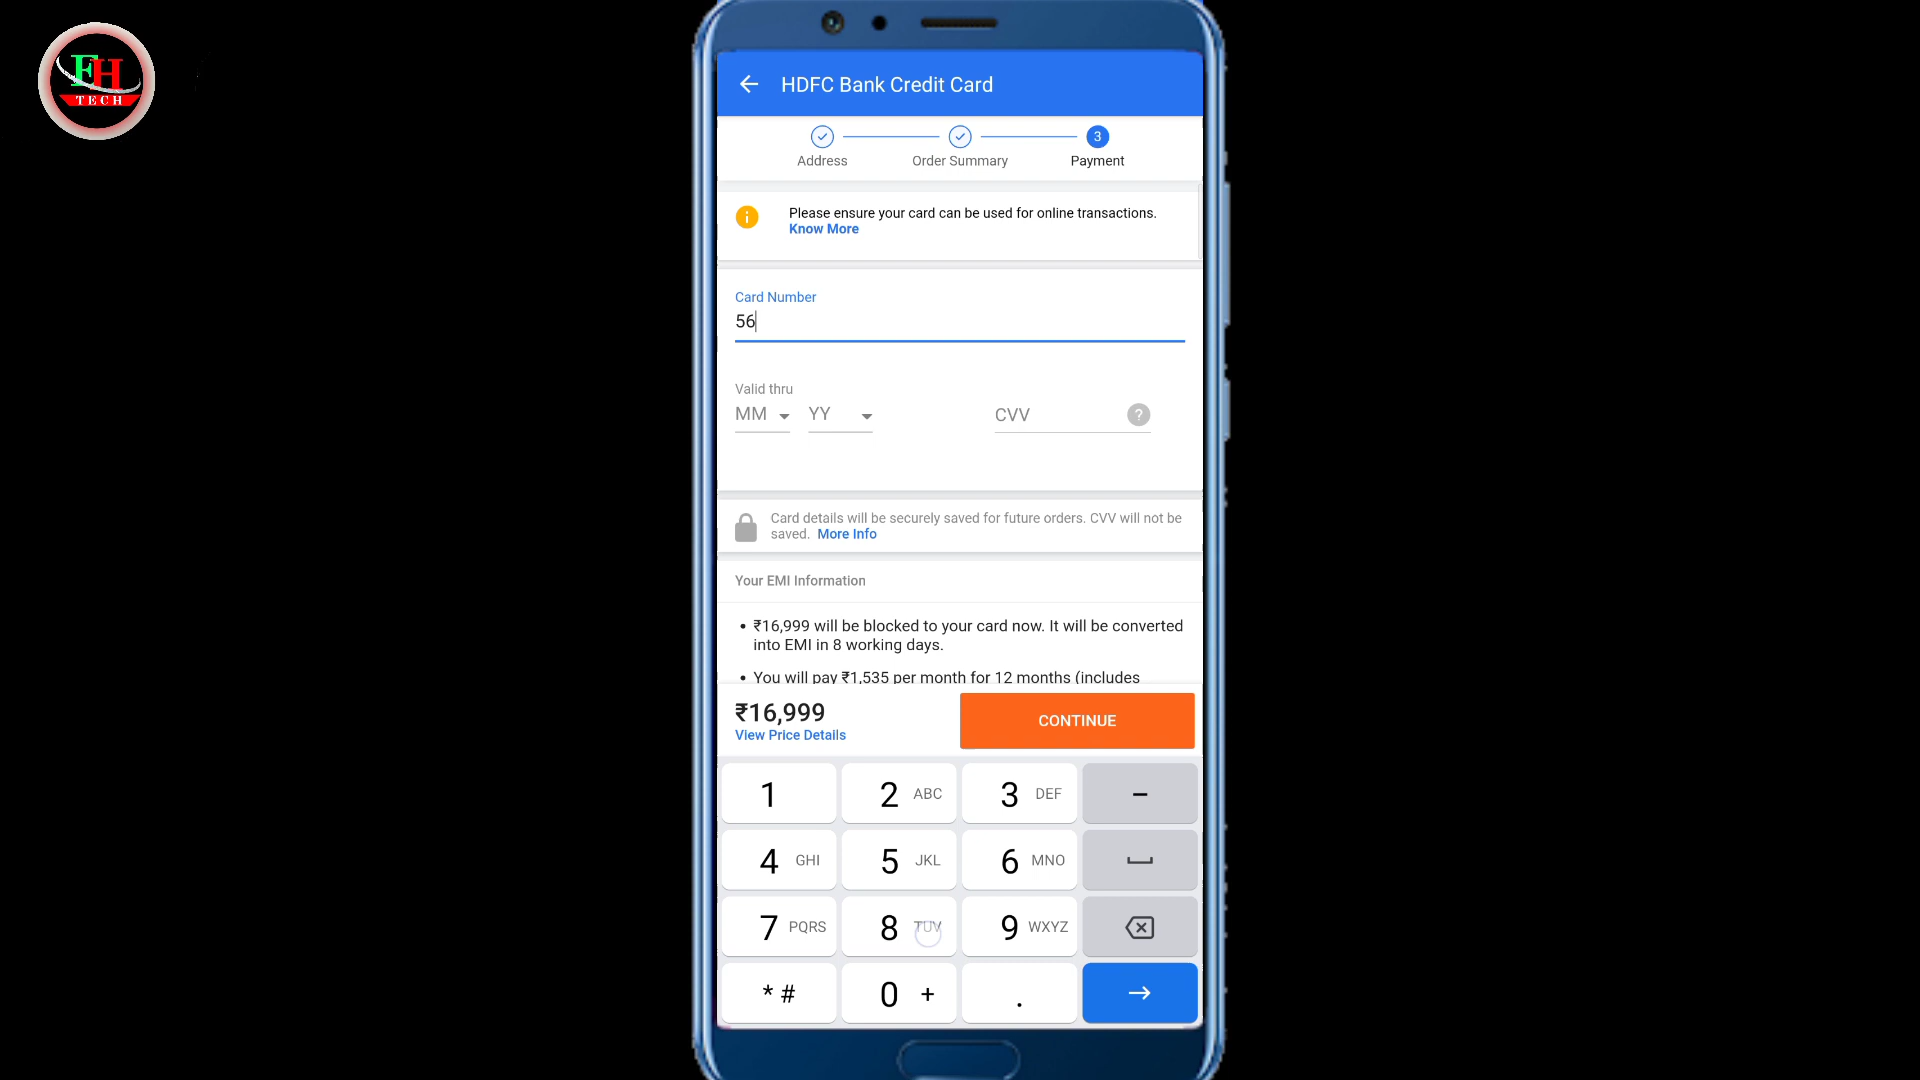 FH
TECH
HDFC Bank Credit Card
3
Address
Order Summary
Payment
Please ensure your card can be used for online transactions.
Know More
Card Number
56
Valid thru
MM
YY
CVV
?
Card details will be securely saved for future orders. CVV will not be
saved. More Info
Your EMI Information
• ₹16,999 will be blocked to your card now. It will be converted
into EMI in 8 working days.
• You will pay ₹1,535 per month for 12 months (includes
₹16,999
View Price Details
CONTINUE
1
2 ABC
3 DEF
–
4 GHI
5 JKL
6 MNO
7 PQRS
8 TUV
9 WXYZ
* #
0 +
.